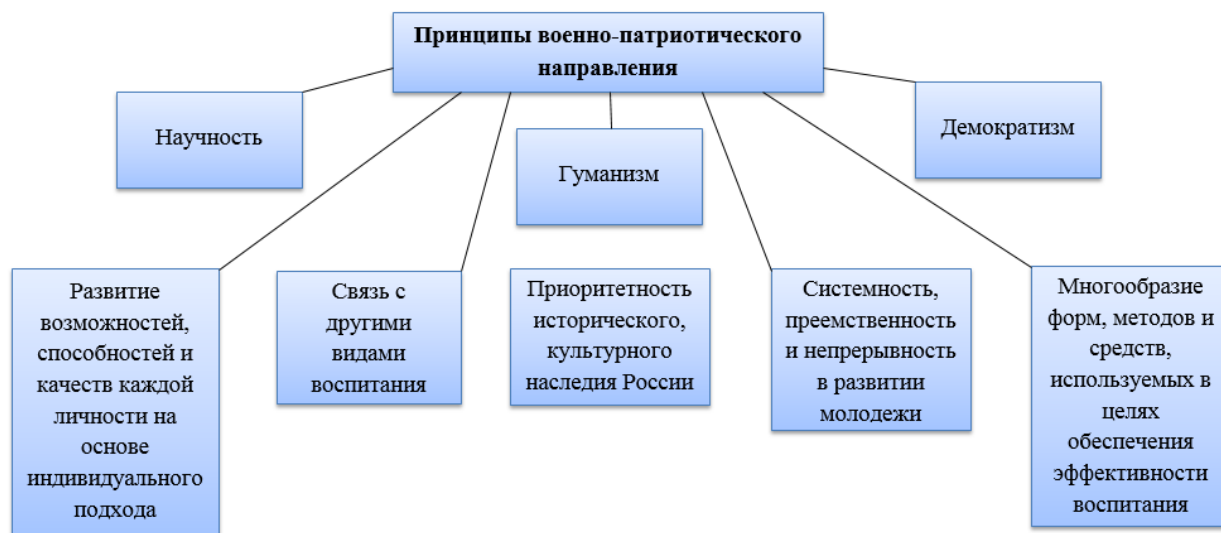 Принципы военно-патриотического
направления
Научность
Гуманизм
Демократизм
Развитие
возможностей,
способностей и
качеств каждой
личности на
основе
индивидуального
подхода
Связь с
другими
видами
воспитания
Приоритетность
исторического,
культурного
наследия России
Системность,
преемственность
и непрерывность
в развитии
молодежи
Многообразие
форм, методов и
средств,
используемых в
целях
обеспечения
эффективности
воспитания